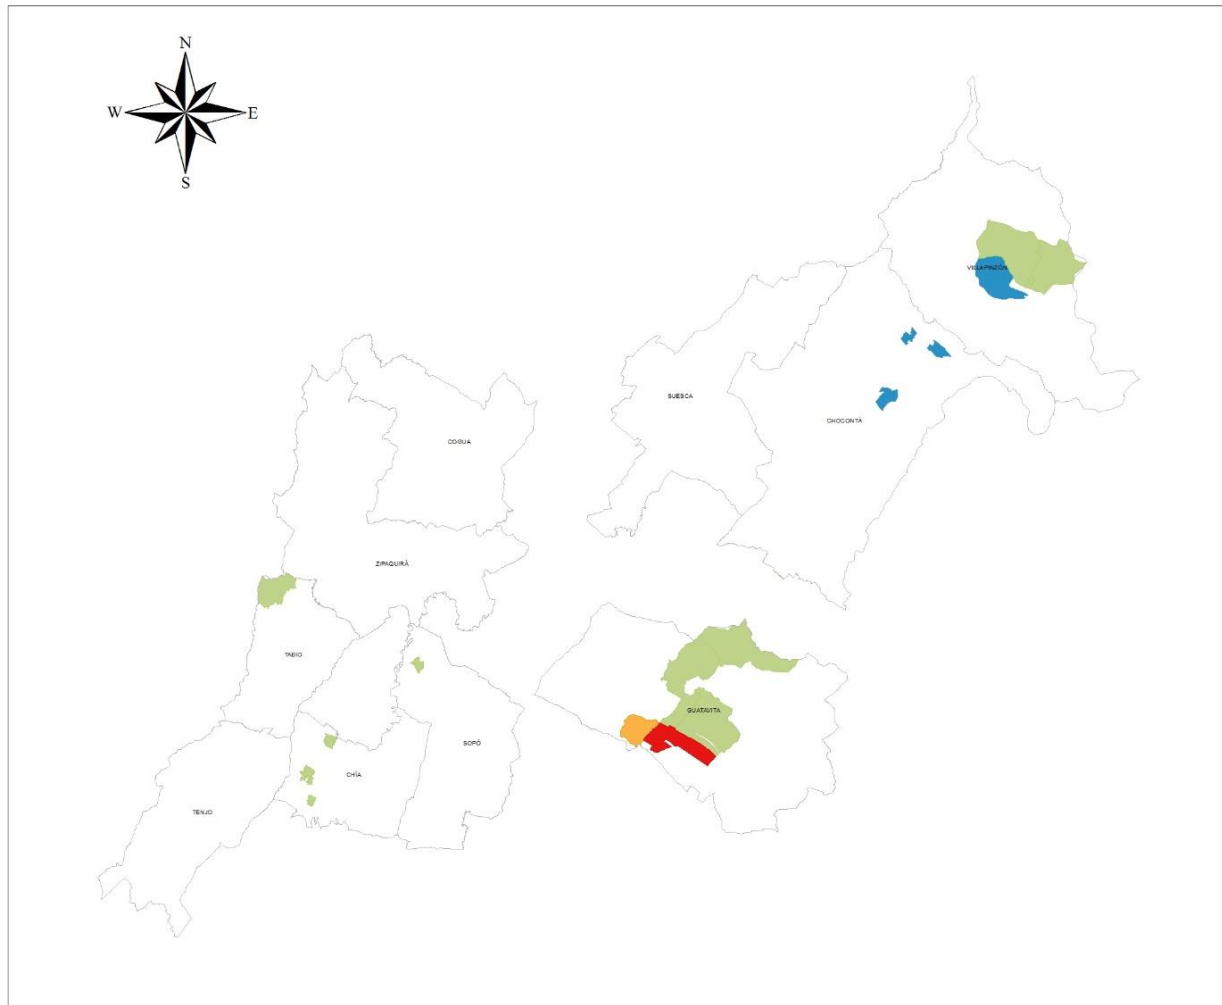 N
W E
S
VILLAPINZÓN
SUESCA
CHOCONTÁ
COGUA
ZIPAQUIRÁ
TABIO
GUATAVITA
SOPÓ
CHÍA
TENJO